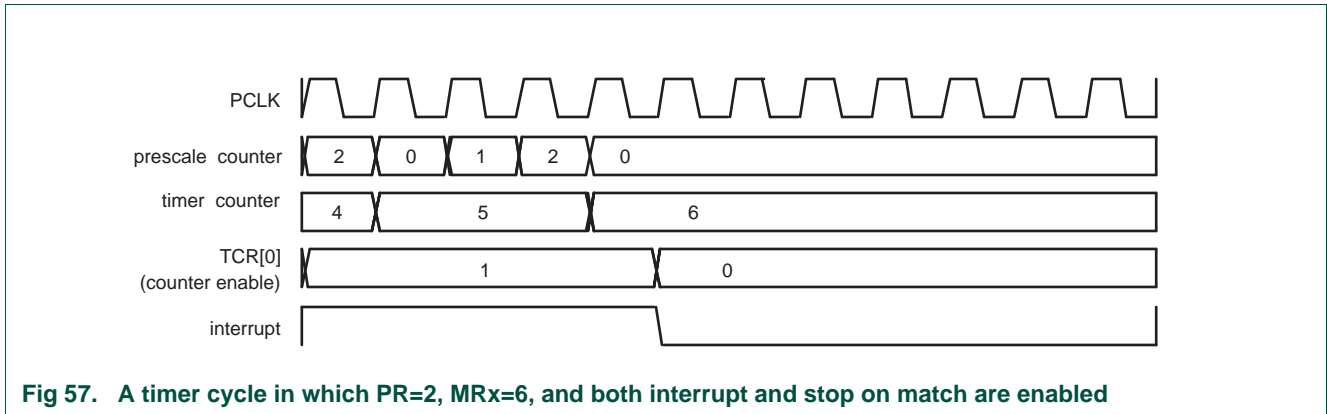 PCLK
prescale counter 2 0 1 2 0
timer counter 4 5 6
TCR[0]
(counter enable) 1 0
interrupt
Fig 57. A timer cycle in which PR=2, MRx=6, and both interrupt and stop on match are enabled